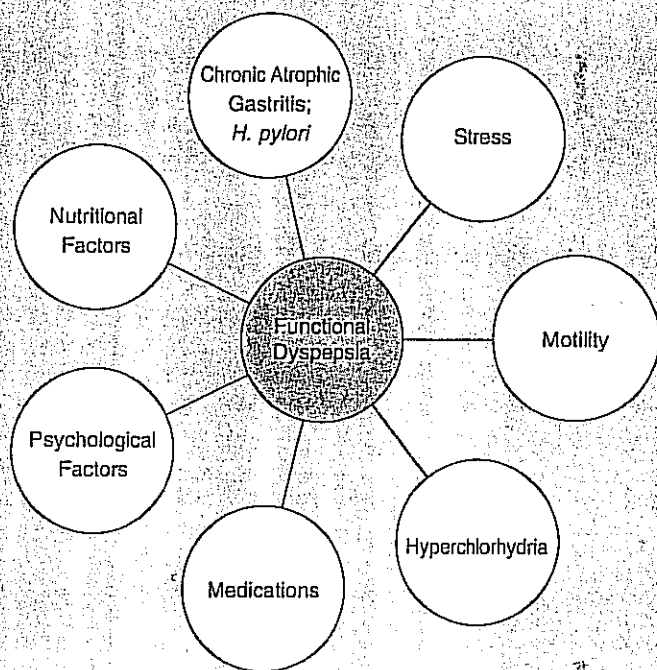 Chronic Atrophic
Gastritis;
H. pylori
Stress
Nutritional
Factors
Functional
Dyspepsia
Motility
Psychological
Factors
Hyperchlorhydria
Medications